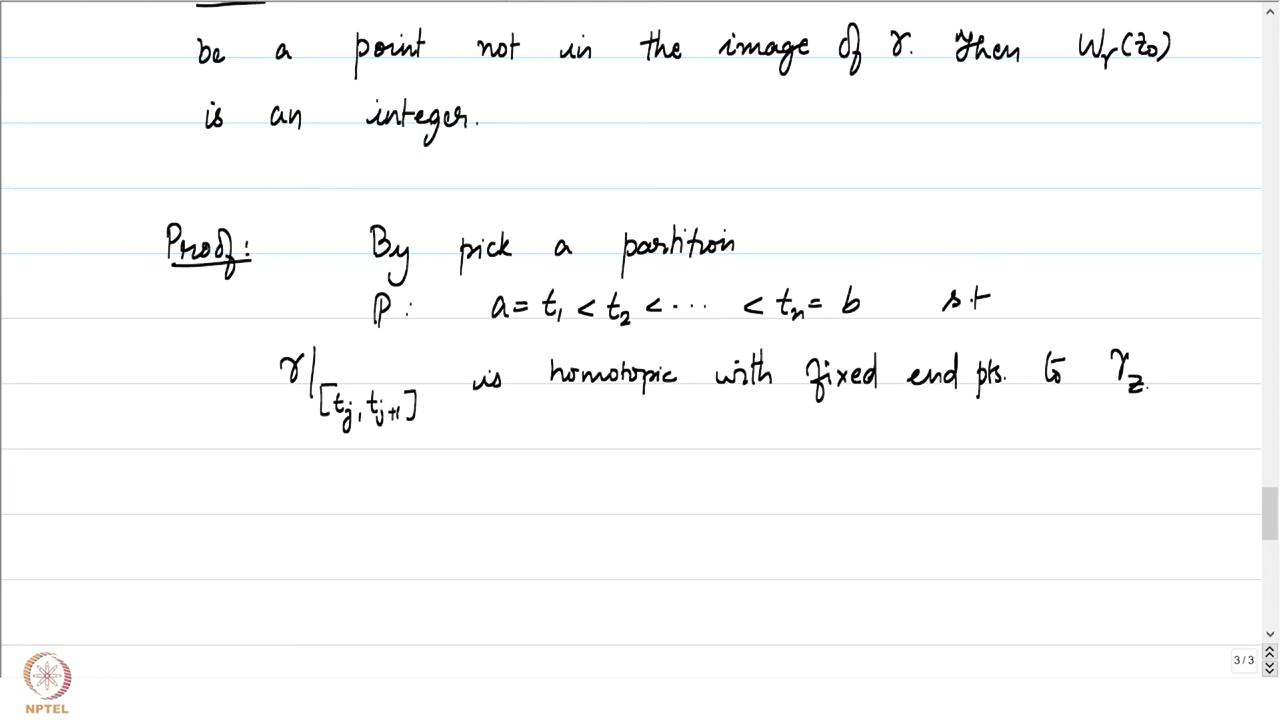 be a point not in the image of γ. Then W_γ(z₀)
is an integer.
Proof: By pick a partition
P: a = t₁ < t₂ < ··· < tₙ = b s.t
γ|[tⱼ, tⱼ₊₁] is homotopic with fixed end pts. to γ_z.
3 / 3
NPTEL